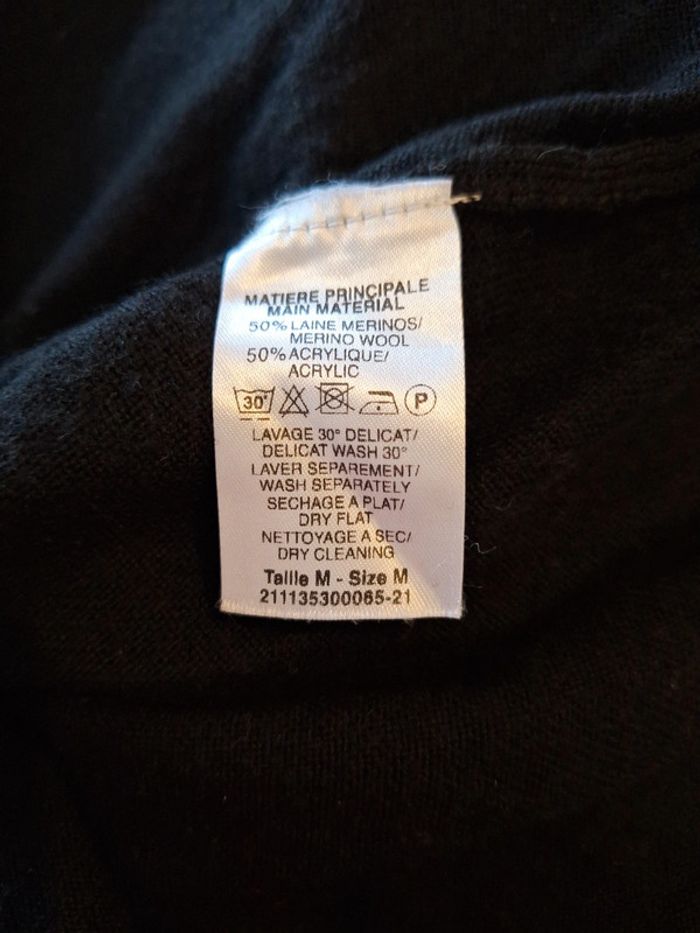 MATIERE PRINCIPALE
MAIN MATERIAL
50% LAINE MERINOS/
MERINO WOOL
50% ACRYLIQUE/
ACRYLIC
30° P
LAVAGE 30° DELICAT/
DELICAT WASH 30°
LAVER SEPAREMENT/
WASH SEPARATELY
SECHAGE A PLAT/
DRY FLAT
NETTOYAGE A SEC/
DRY CLEANING
Taille M - Size M
211135300065-21